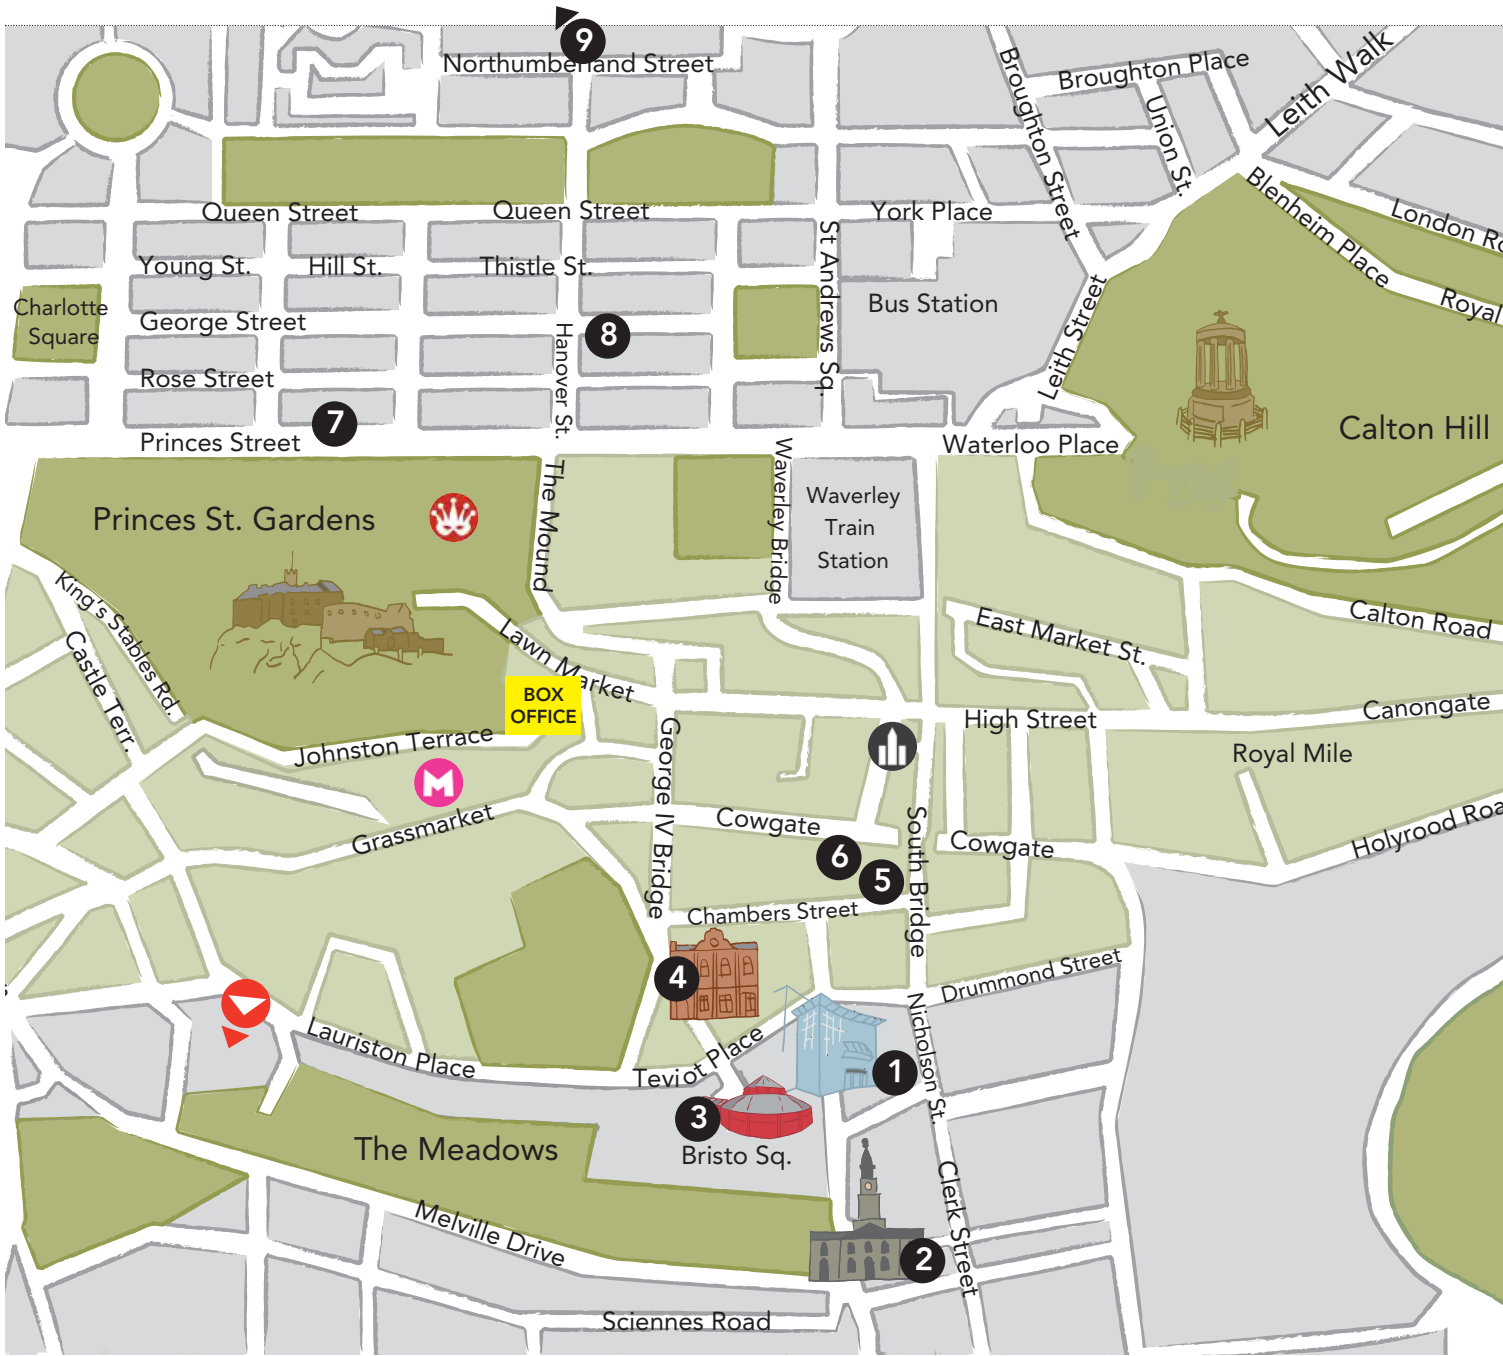 9
Northumberland Street
Broughton Place
Leith Walk
Broughton Street
Union St.
Queen Street
Queen Street
York Place
Blenheim Place
London Ro
Royal
Young St.
Hill St.
Thistle St.
St Andrews Sq.
Bus Station
Charlotte
Square
George Street
Hanover St.
8
Leith Street
Rose Street
7
Princes Street
Waterloo Place
Calton Hill
Princes St. Gardens
The Mound
Waverley Bridge
Waverley
Train
Station
King's Stables Rd.
Castle Terr.
Lawn Market
East Market St.
Calton Road
BOX
OFFICE
High Street
Canongate
Royal Mile
Johnston Terrace
M
George IV Bridge
Grassmarket
Cowgate
South Bridge
Cowgate
Holyrood Roa
6
5
Chambers Street
4
Drummond Street
Lauriston Place
Teviot Place
Nicholson St.
1
3
Bristo Sq.
The Meadows
Clerk Street
Melville Drive
2
Sciennes Road